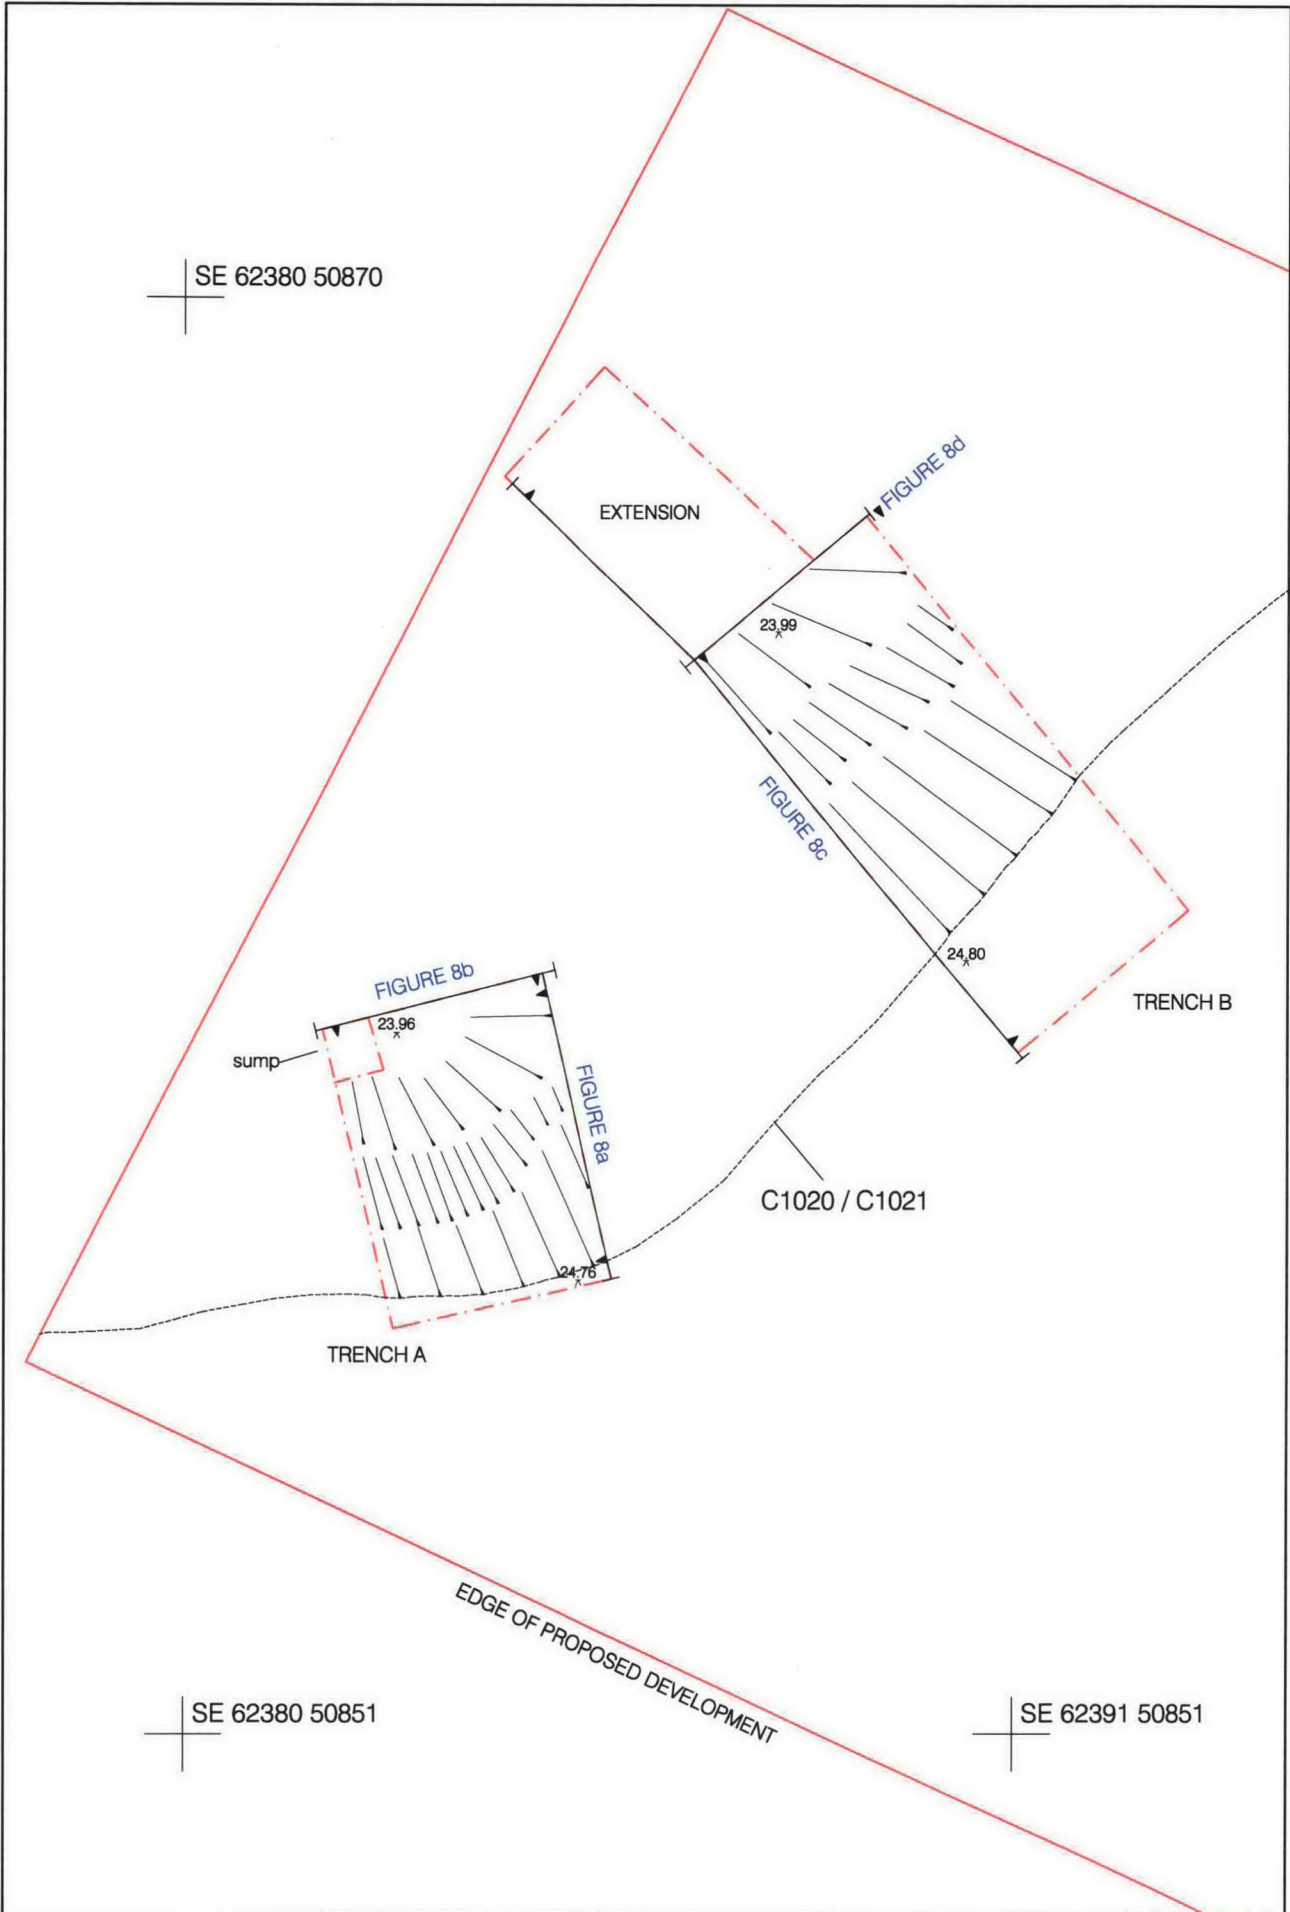 SE 62380 50870
FIGURE 8d
EXTENSION
23.99
FIGURE 8c
24.80
FIGURE 8b
TRENCH B
23.96
sump
FIGURE 8a
C1020 / C1021
24.76
TRENCH A
EDGE OF PROPOSED DEVELOPMENT
SE 62380 50851
SE 62391 50851